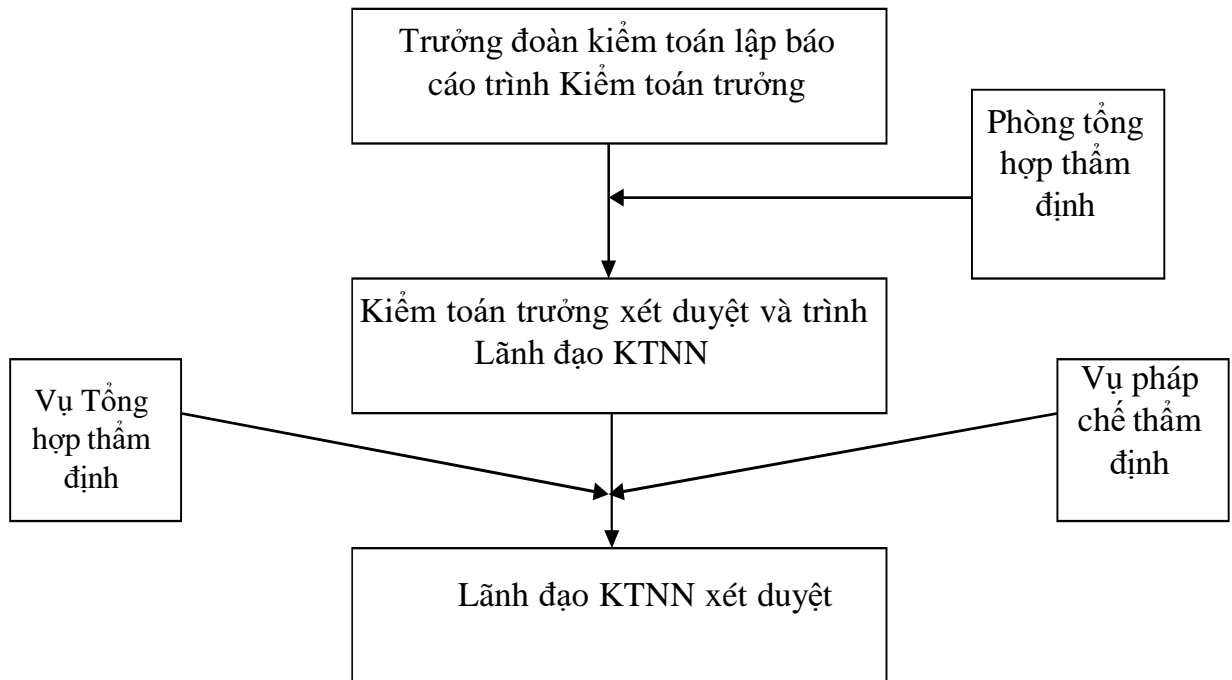 Trưởng đoàn kiểm toán lập báo
cáo trình Kiểm toán trưởng
Phòng tổng
hợp thẩm
định
Kiểm toán trưởng xét duyệt và trình
Lãnh đạo KTNN
Vụ Tổng
hợp thẩm
định
Vụ pháp
chế thẩm
định
Lãnh đạo KTNN xét duyệt